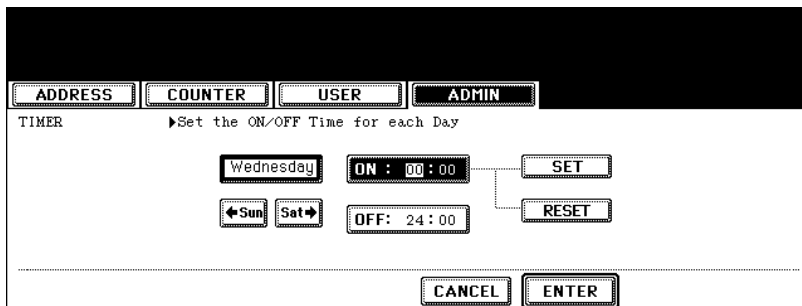 ADDRESS COUNTER USER ADMIN
TIMER ▶Set the ON/OFF Time for each Day
Wednesday ON : 00:00 SET
←Sun Sat→ OFF: 24:00 RESET
CANCEL ENTER